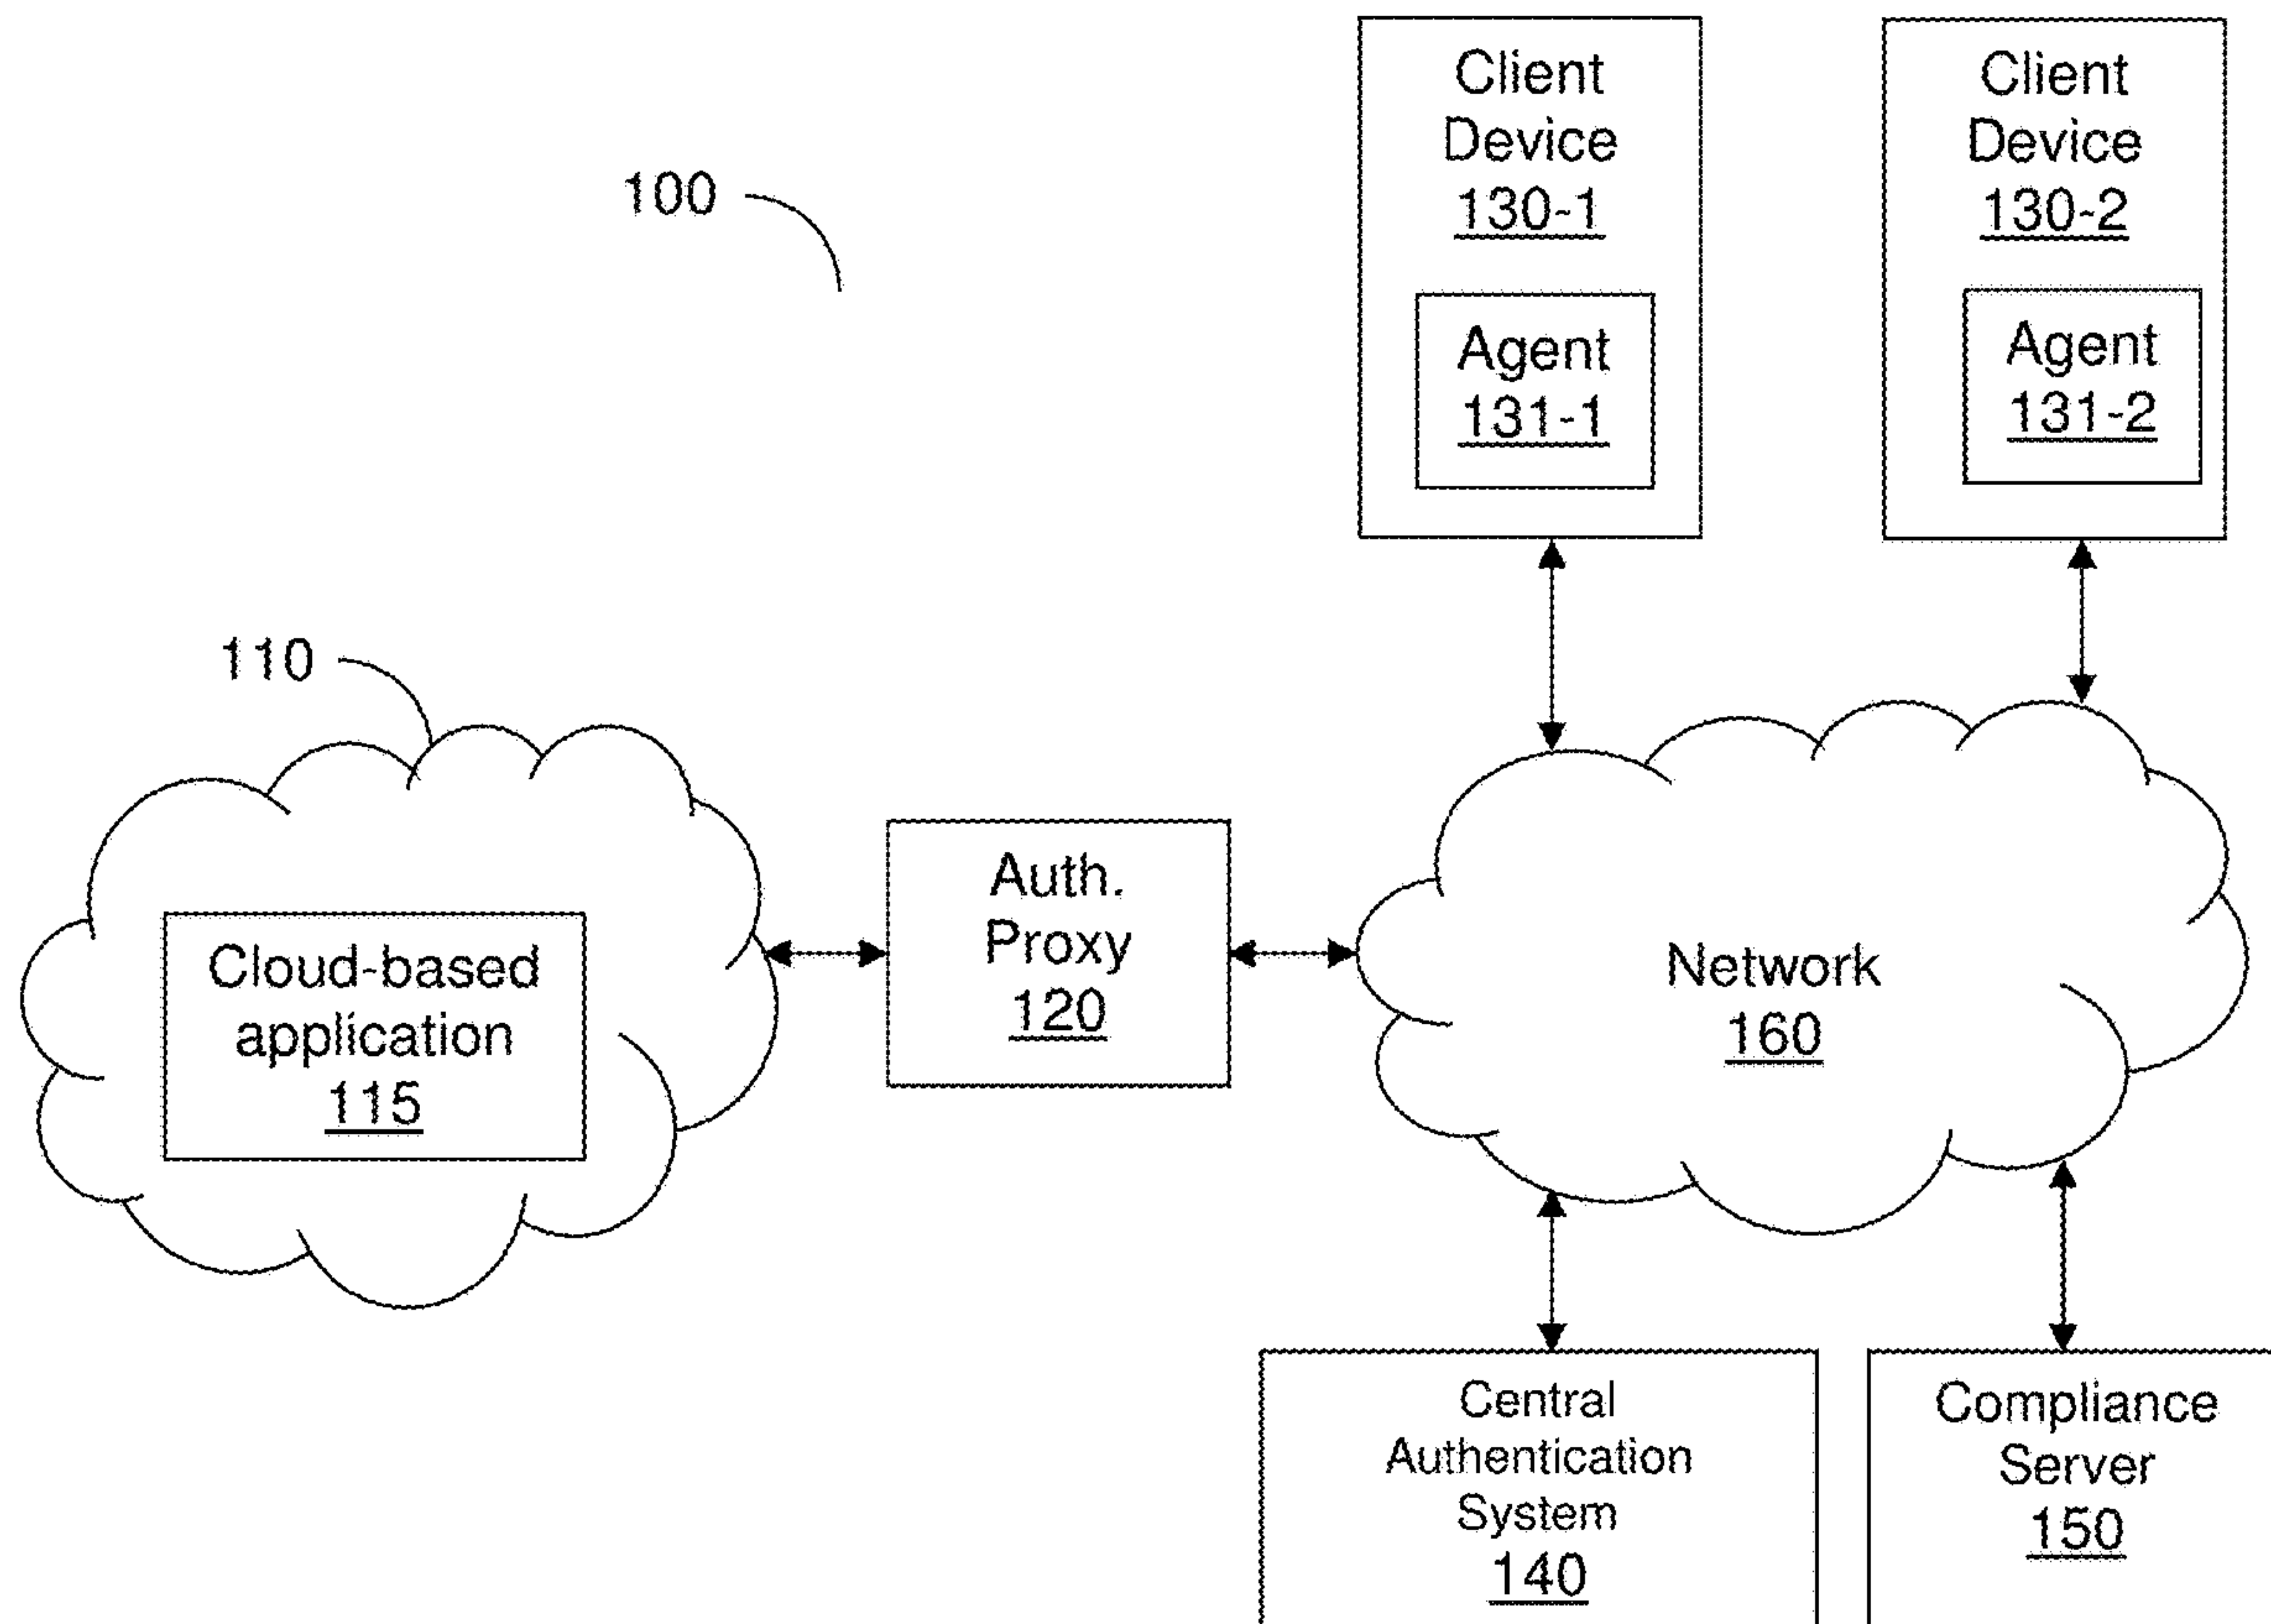 100
Client
Device
130-1
Agent
131-1
Client
Device
130-2
Agent
131-2
110
Cloud-based
application
115
Auth.
Proxy
120
Network
160
Central
Authentication
System
140
Compliance
Server
150